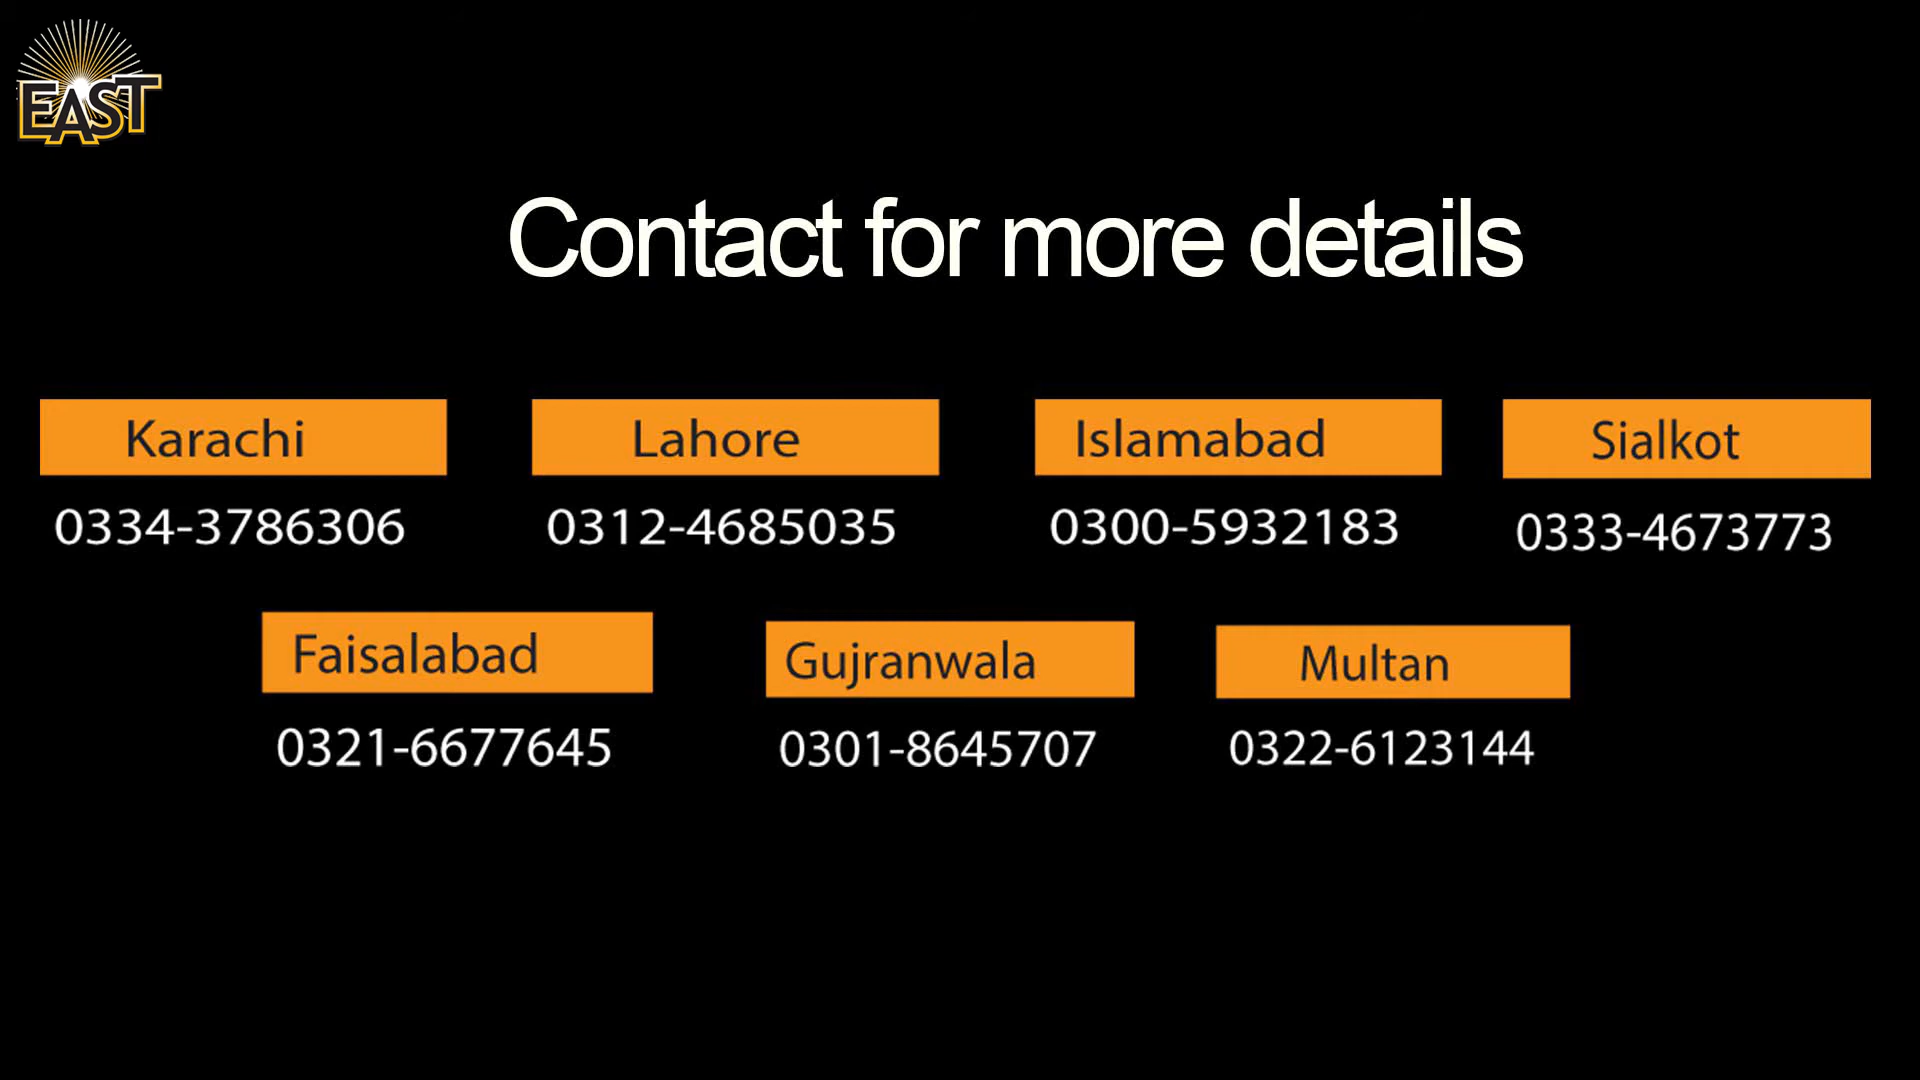 EAST
Contact for more details
Karachi
Lahore
Islamabad
Sialkot
0334-3786306
0312-4685035
0300-5932183
0333-4673773
Faisalabad
Gujranwala
Multan
0321-6677645
0301-8645707
0322-6123144